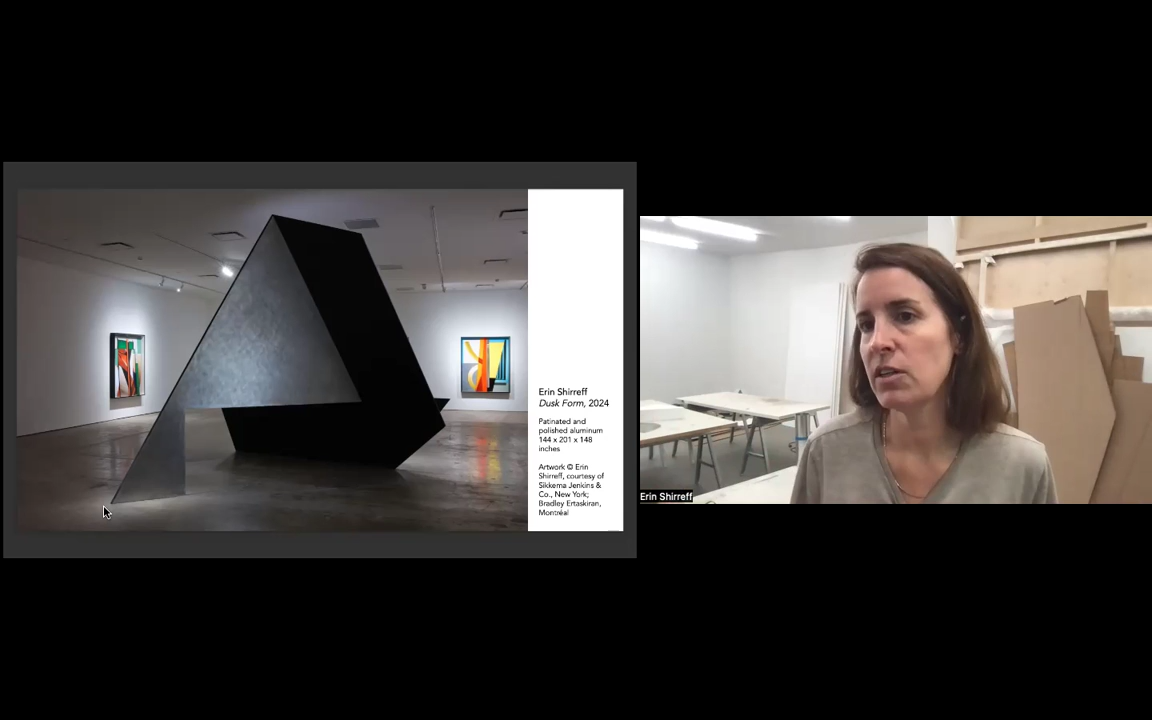 Erin Shirreff
Dusk Form, 2024
Patinated and
polished aluminum
144 x 201 x 148
inches
Artwork © Erin
Shirreff, courtesy of
Sikkema Jenkins &
Co., New York;
Bradley Ertaskiran,
Montréal
Erin Shirreff